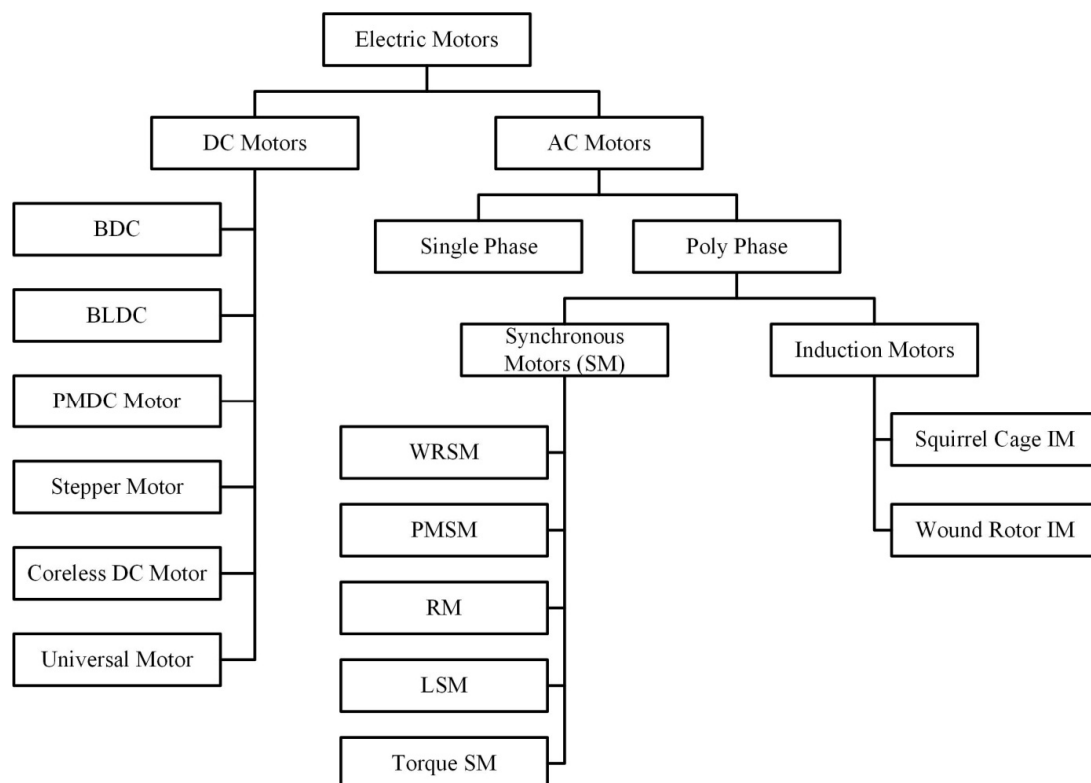 Electric Motors
DC Motors
AC Motors
BDC
Single Phase
Poly Phase
BLDC
Synchronous
Motors (SM)
Induction Motors
PMDC Motor
WRSM
Squirrel Cage IM
Stepper Motor
PMSM
Wound Rotor IM
Coreless DC Motor
RM
Universal Motor
LSM
Torque SM